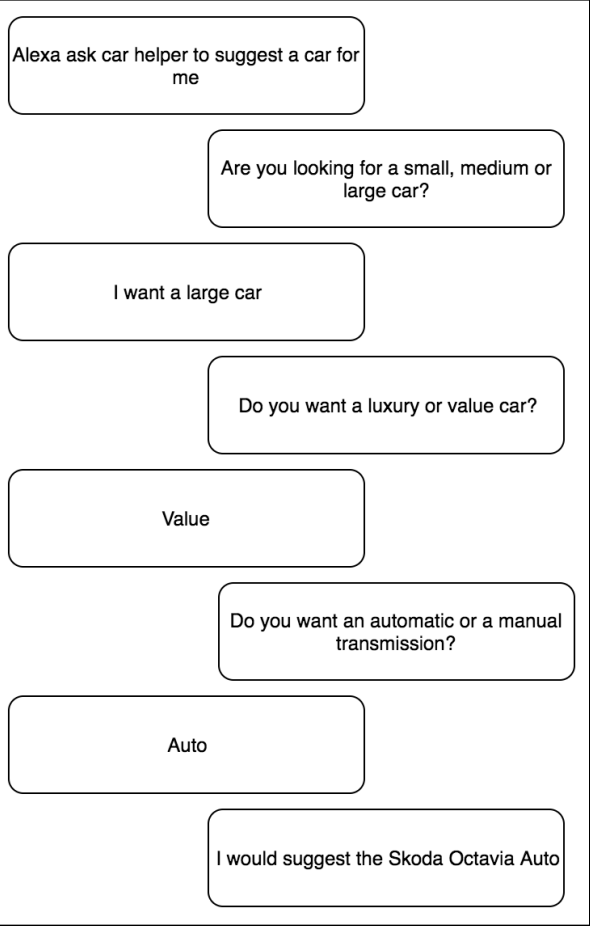 Alexa ask car helper to suggest a car for
me
Are you looking for a small, medium or
large car?
I want a large car
Do you want a luxury or value car?
Value
Do you want an automatic or a manual
transmission?
Auto
I would suggest the Skoda Octavia Auto